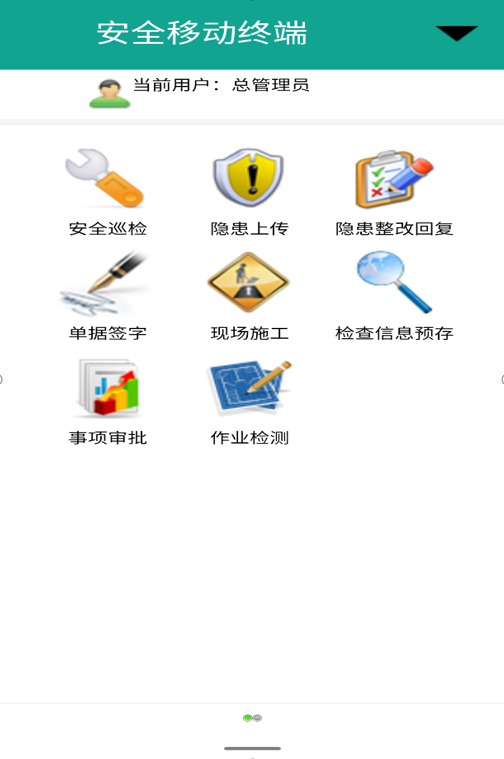 安全移动终端
当前用户：总管理员
安全巡检 隐患上传 隐患整改回复
单据签字 现场施工 检查信息预存
事项审批 作业检测